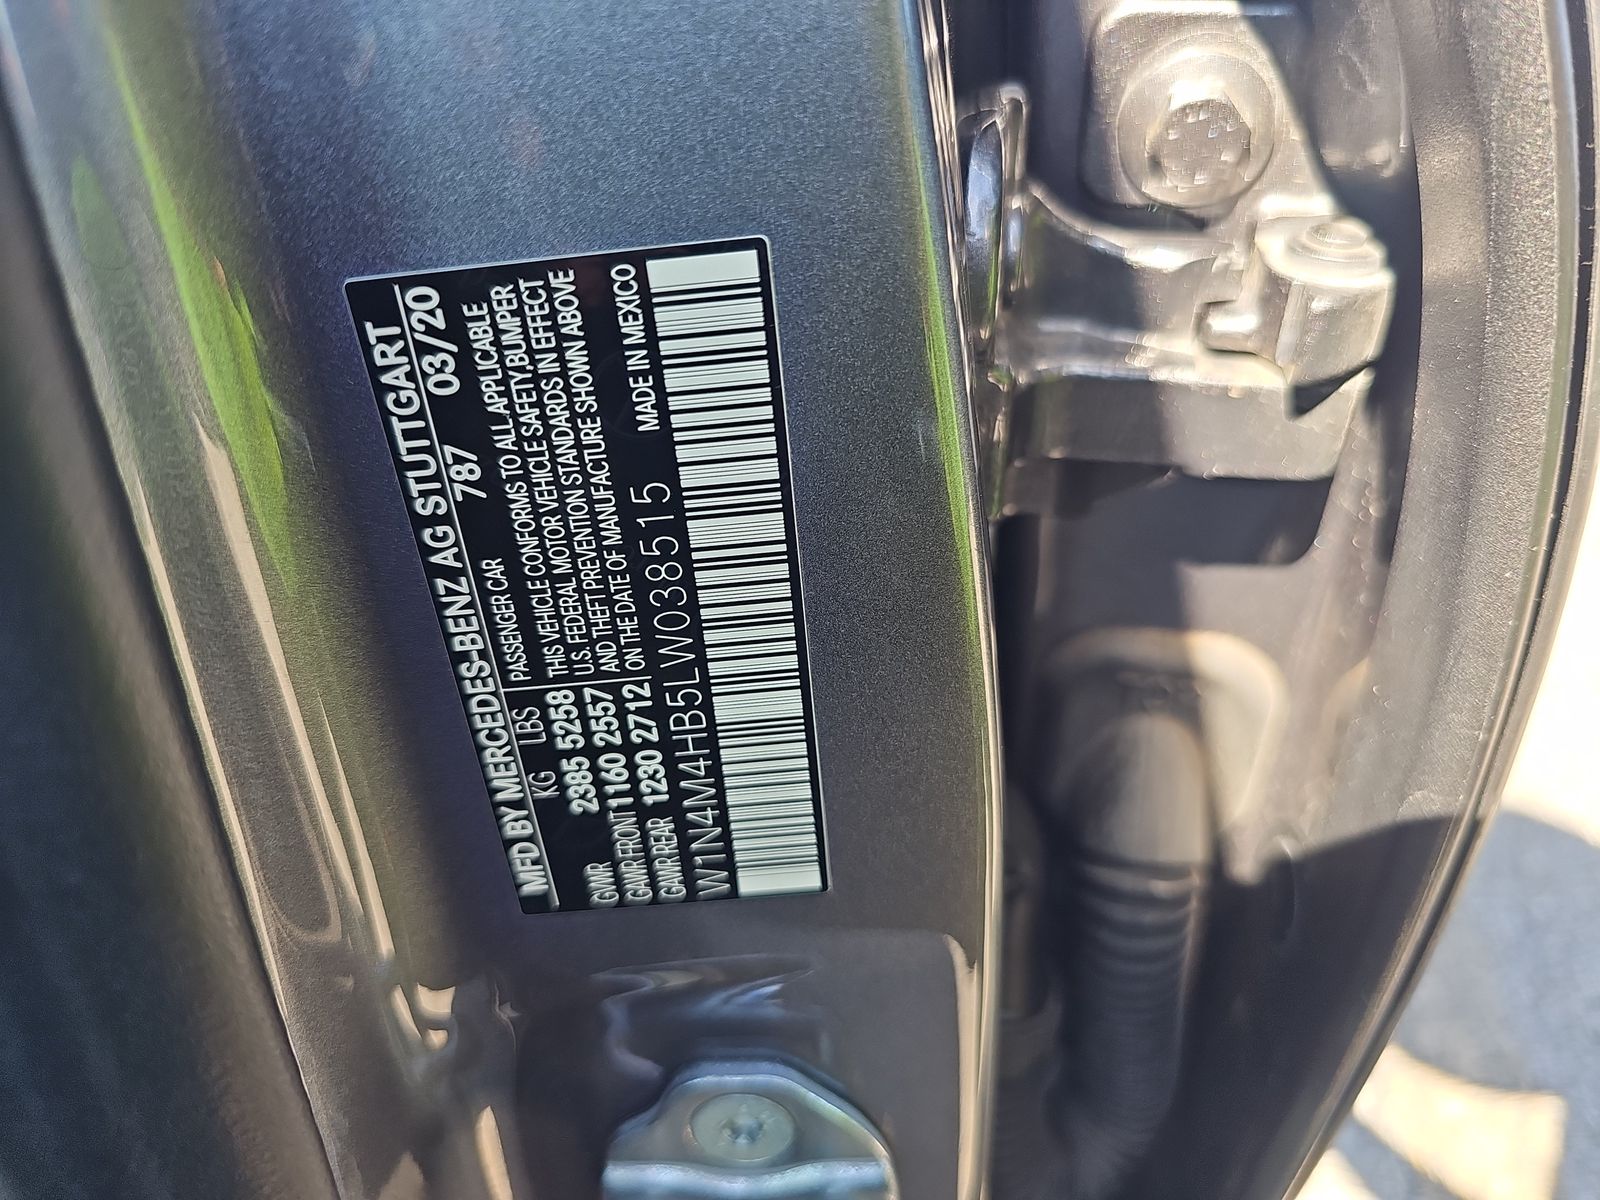 MFD BY MERCEDES-BENZ AG STUTTGART
KG LBS PASSENGER CAR 787 03/20
GVWR 2385 5258 THIS VEHICLE CONFORMS TO ALL APPLICABLE
U.S. FEDERAL MOTOR VEHICLE SAFETY, BUMPER
GAWR FRONT 1160 2557 AND THEFT PREVENTION STANDARDS IN EFFECT
GAWR REAR 1230 2712 ON THE DATE OF MANUFACTURE SHOWN ABOVE
W1N4M4HB5LW038515 MADE IN MEXICO